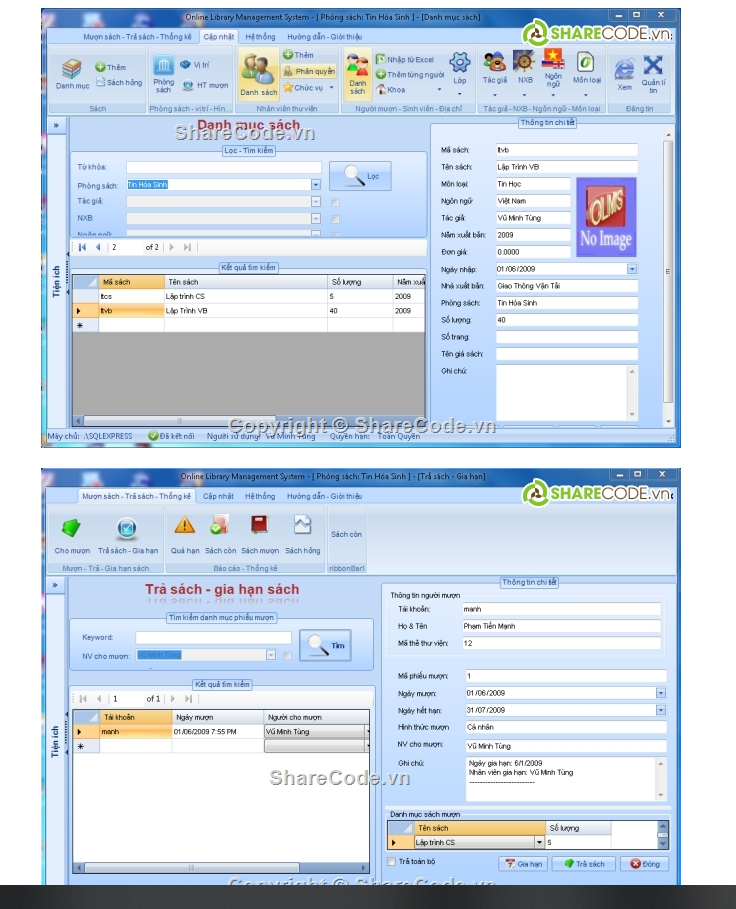 Online Library Management System - [ Phòng sách: Tin Hóa Sinh ] - [Danh mục sách]
SHARECODE.vn
Mượn sách - Trả sách - Thống kê Cập nhật Hệ thống Hướng dẫn - Giới thiệu
Danh mục Thêm Sách hỏng Phòng sách Vị trí HT mượn Danh sách Thêm Phân quyền Chức vụ Danh sách Nhập từ Excel Thêm từng người Khoa Lớp Tác giả NXB Ngôn ngữ Môn loại Xem Quản lí tin
Sách Phòng sách - vị trí - Hìn... Nhân viên thư viện Người mượn - Sinh viên - Địa chỉ Tác giả - NXB - Ngôn ngữ - Môn loại Đăng tin
Danh mục sách
ShareCode.vn
Tiện ích
Lọc - Tìm kiếm
Từ khóa:
Phòng sách: Tin Hóa Sinh
Tác giả:
NXB:
Ngôn ngữ:
Lọc
2 of 2
Kết quả tìm kiếm
Mã sách Tên sách Số lượng Năm xuấ
ltcs Lập trình CS 5 2009
ltvb Lập Trình VB 40 2009
Thông tin chi tiết
Mã sách: ltvb
Tên sách: Lập Trình VB
Môn loại: Tin Học
Ngôn ngữ: Việt Nam
Tác giả: Vũ Minh Tùng
Năm xuất bản: 2009
Đơn giá: 0.0000
OLMS
No Image
Ngày nhập: 01/06/2009
Nhà xuất bản: Giao Thông Vận Tải
Phòng sách: Tin Hóa Sinh
Số lượng: 40
Số trang:
Tên giá sách:
Ghi chú:
Copyright © ShareCode.vn
Máy chủ: .\SQLEXPRESS Đã kết nối Người sử dụng: Vũ Minh Tùng Quyền hạn: Toàn Quyền
Online Library Management System - [ Phòng sách: Tin Hóa Sinh ] - [Trả sách - Gia hạn]
SHARECODE.vn
Mượn sách - Trả sách - Thống kê Cập nhật Hệ thống Hướng dẫn - Giới thiệu
Cho mượn Trả sách - Gia hạn Quá hạn Sách còn Sách mượn Sách hỏng Sách còn
Mượn - Trả - Gia hạn sách Báo cáo - Thống kê ribbonBar1
Trả sách - gia hạn sách
Tiện ích
Tìm kiếm danh mục phiếu mượn
Keyword:
NV cho mượn: Vũ Minh Tùng
Tìm
Kết quả tìm kiếm
1 of 1
Tài khoản Ngày mượn Người cho mượn
manh 01/06/2009 7:55 PM Vũ Minh Tùng
ShareCode.vn
Thông tin chi tiết
Thông tin người mượn
Tài khoản: manh
Họ & Tên Phạm Tiến Mạnh
Mã thẻ thư viện: 12
Mã phiếu mượn: 1
Ngày mượn: 01/06/2009
Ngày hết hạn: 31/07/2009
Hình thức mượn Cá nhân
NV cho mượn: Vũ Minh Tùng
Ghi chú: Ngày gia hạn: 6/1/2009
Nhân viên gia hạn: Vũ Minh Tùng
-------------------------
Danh mục sách mượn
Tên sách Số lượng
Lập trình CS 5
Trả toàn bộ Gia hạn Trả sách Đóng
Copyright © ShareCode.vn